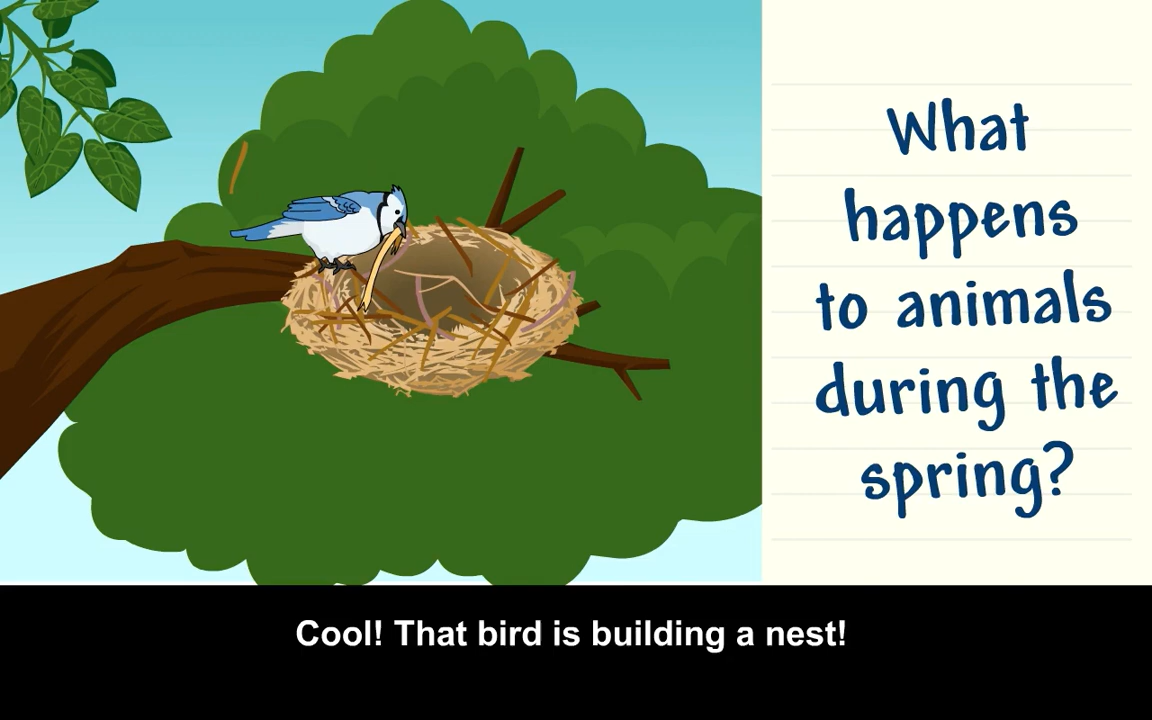 What
happens
to animals
during the
spring?
Cool! That bird is building a nest!